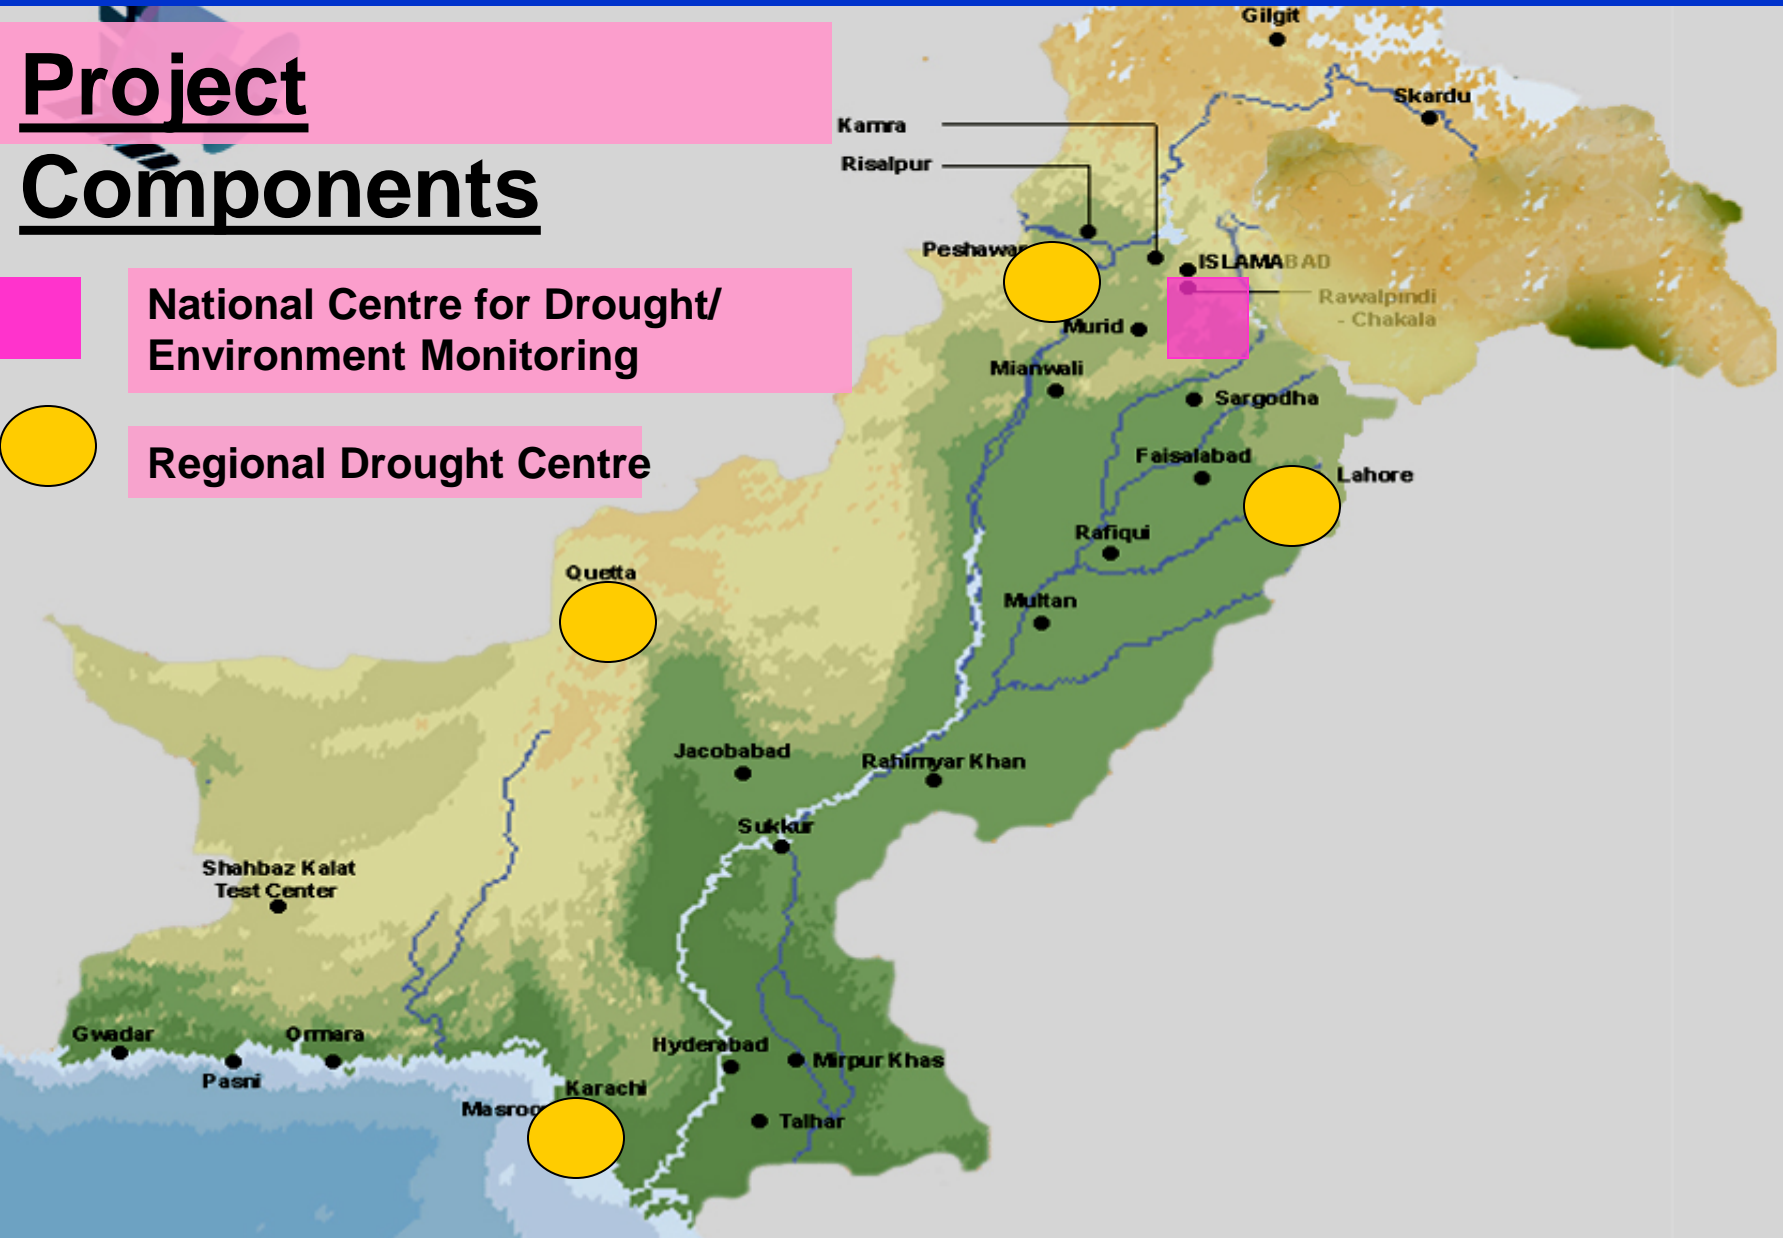 Project
Components
National Centre for Drought/
Environment Monitoring
Regional Drought Centre
Gilgit
Skardu
Kamra
Risalpur
Peshawar
ISLAMABAD
Rawalpindi
- Chakala
Murid
Mianwali
Sargodha
Faisalabad
Lahore
Rafiqui
Quetta
Multan
Jacobabad
Rahimyar Khan
Sukkur
Shahbaz Kalat
Test Center
Gwadar
Ormara
Pasni
Hyderabad
Mirpur Khas
Karachi
Talhar